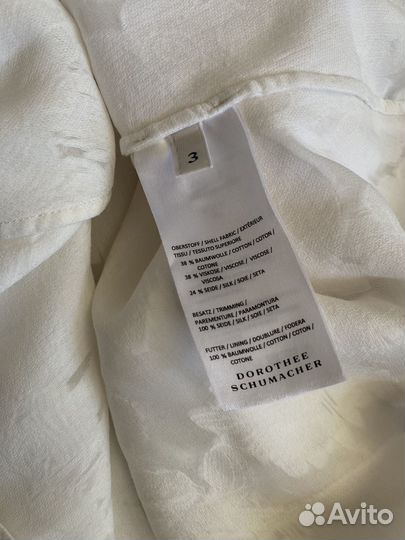 3
OBERSTOFF / SHELL FABRIC / EXTÉRIEUR
TISSU / TESSUTO SUPERIORE
38 % BAUMWOLLE / COTTON / COTON /
COTONE
38 % VISKOSE / VISCOSE / VISCOSE /
VISCOSA
24 % SEIDE / SILK / SOIE / SETA
BESATZ / TRIMMING /
PAREMENTURE / PARAMONTURA
100 % SEIDE / SILK / SOIE / SETA
FUTTER / LINING / DOUBLURE / FODERA
100 % BAUMWOLLE / COTTON / COTON /
COTONE
DOROTHEE
SCHUMACHER
Avito